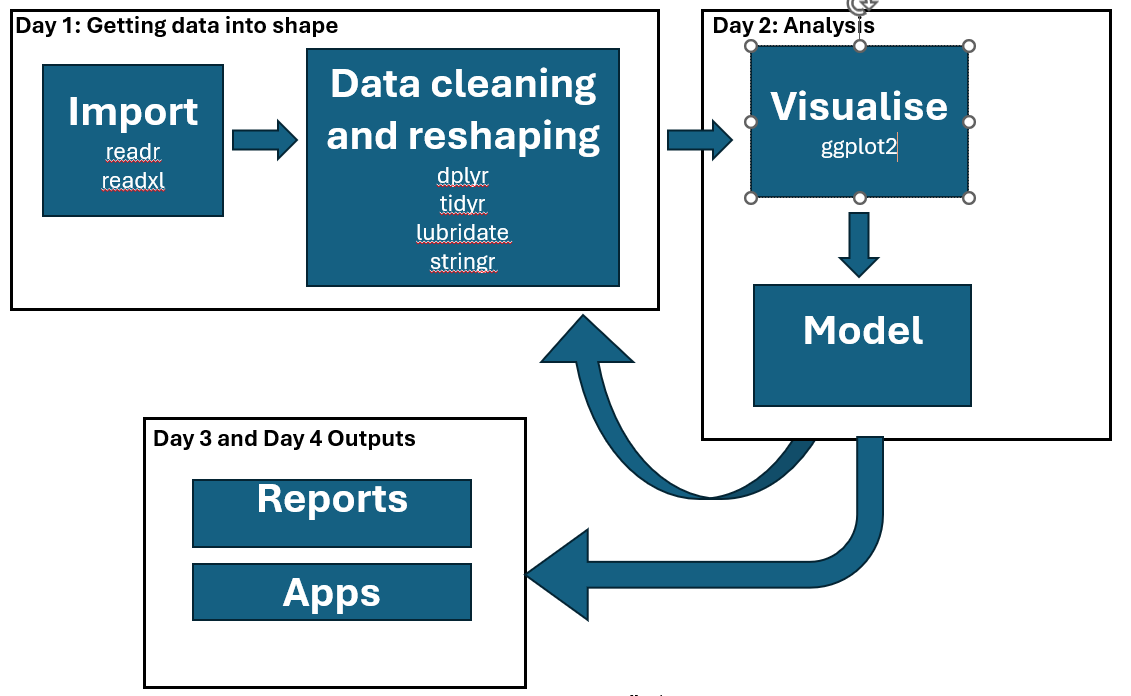 Day 1: Getting data into shape
Import
readr
readxl
Data cleaning
and reshaping
dplyr
tidyr
lubridate
stringr
Day 2: Analysis
Visualise
ggplot2
Model
Day 3 and Day 4 Outputs
Reports
Apps